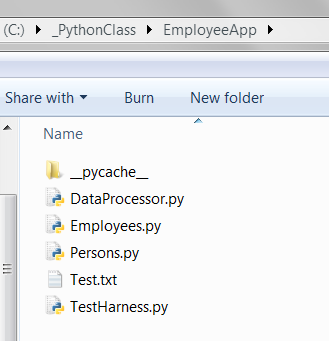 (C:) ▸ _PythonClass ▸ EmployeeApp ▸
Share with ▾ Burn New folder
Name
__pycache__
DataProcessor.py
Employees.py
Persons.py
Test.txt
TestHarness.py